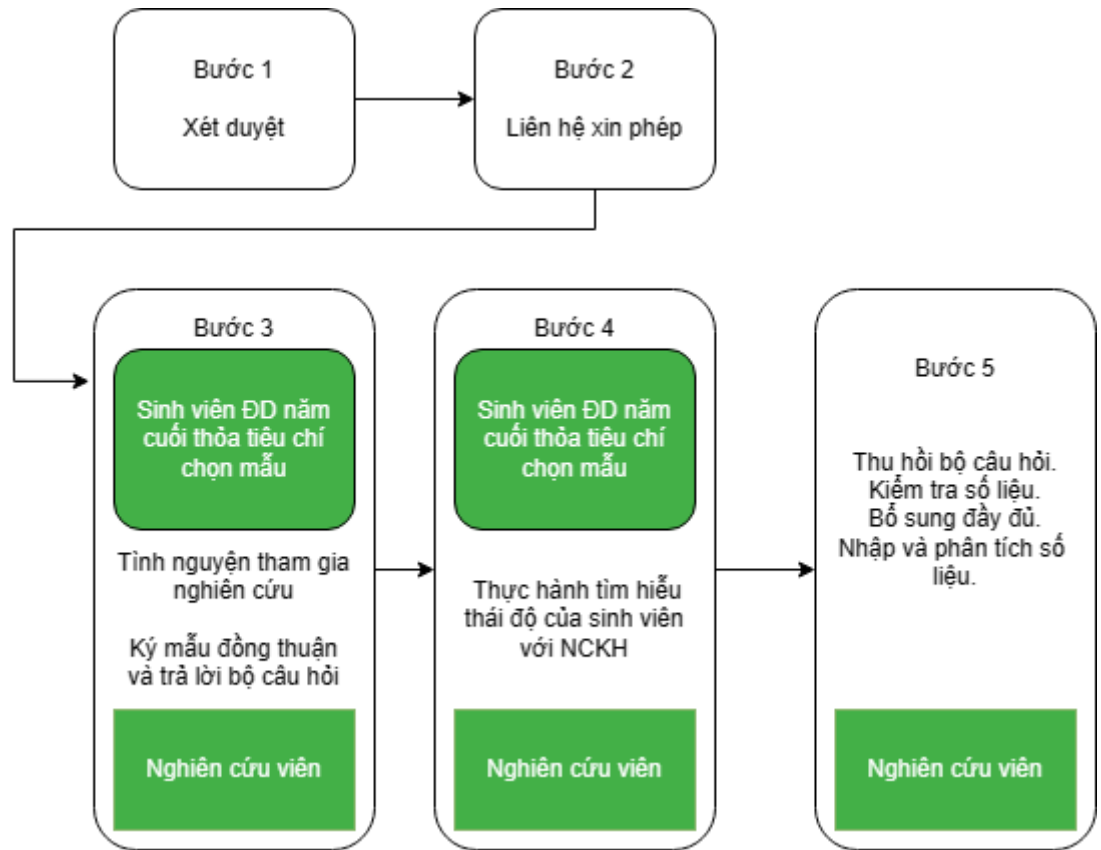 Bước 1
Xét duyệt
Bước 2
Liên hệ xin phép
Bước 3
Sinh viên ĐD năm
cuối thỏa tiêu chí
chọn mẫu
Tình nguyện tham gia
nghiên cứu
Ký mẫu đồng thuận
và trả lời bộ câu hỏi
Nghiên cứu viên
Bước 4
Sinh viên ĐD năm
cuối thỏa tiêu chí
chọn mẫu
Thực hành tìm hiễu
thái độ của sinh viên
với NCKH
Nghiên cứu viên
Bước 5
Thu hồi bộ câu hỏi.
Kiểm tra số liệu.
Bổ sung đầy đủ.
Nhập và phân tích số
liệu.
Nghiên cứu viên